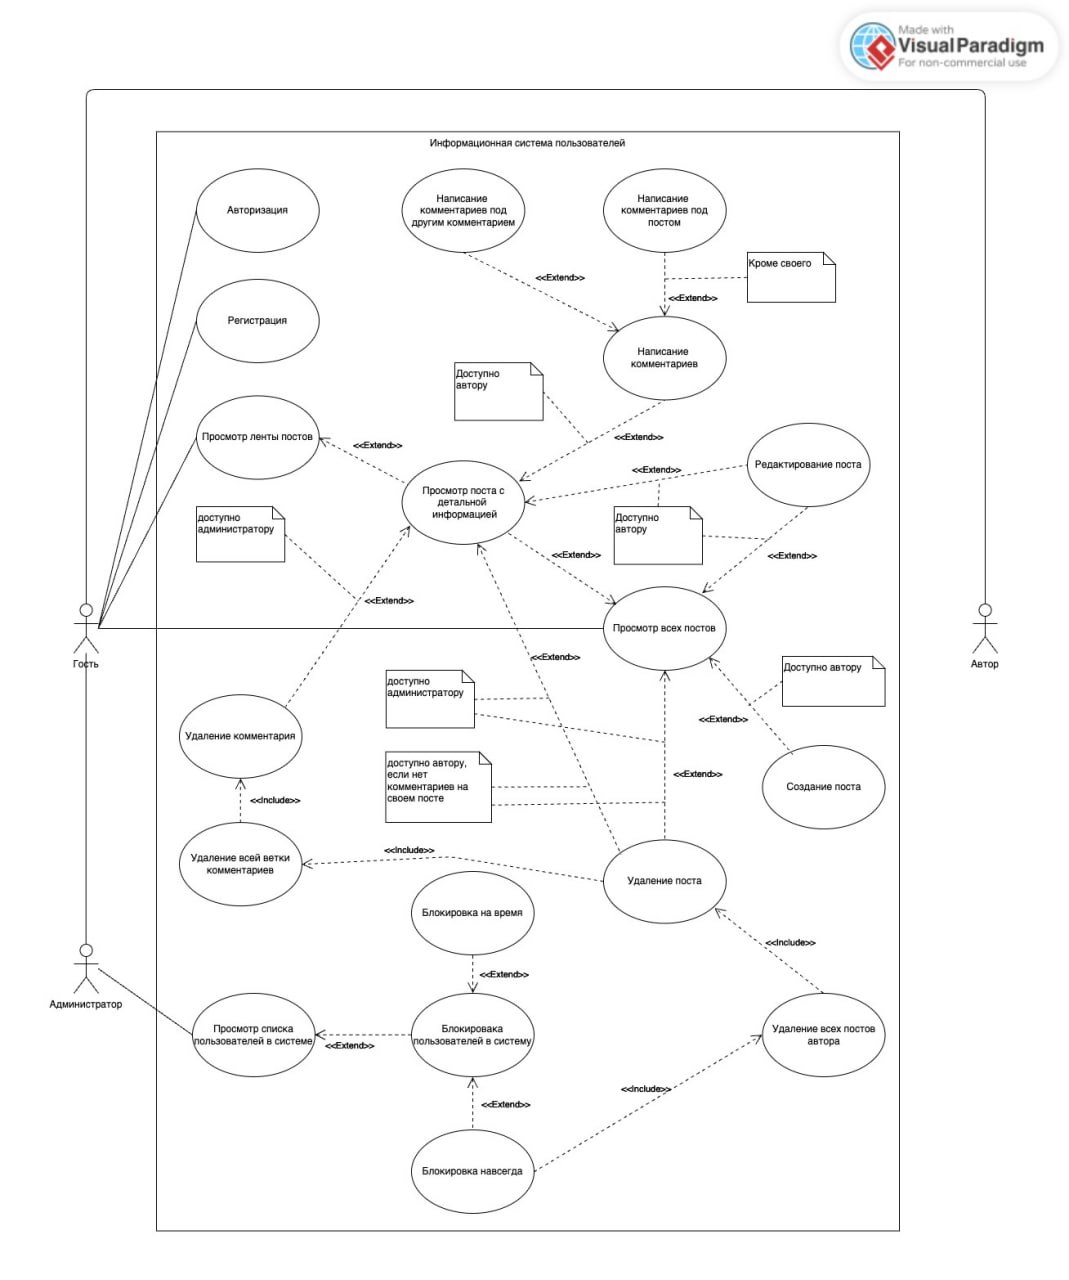 Made with
Visual Paradigm
For non-commercial use
Информационная система пользователей
Авторизация
Написание
комментариев под
другим комментарием
Написание
комментариев под
постом
Кроме своего
<<Extend>>
<<Extend>>
Регистрация
Написание
комментариев
Доступно
автору
Просмотр ленты постов
<<Extend>>
<<Extend>>
Редактирование поста
<<Extend>>
Просмотр поста с
детальной
информацией
доступно
администратору
Доступно
автору
<<Extend>>
<<Extend>>
<<Extend>>
Просмотр всех постов
Гость
Автор
<<Extend>>
Доступно автору
доступно
администратору
<<Extend>>
Удаление комментария
доступно автору,
если нет
комментариев на
своем посте
<<Extend>>
Создание поста
<<Include>>
<<Include>>
Удаление всей ветки
комментариев
Удаление поста
Блокировка на время
<<Include>>
<<Extend>>
Администратор
Просмотр списка
пользователей в системе
<<Extend>>
Блокировака
пользователей в систему
Удаление всех постов
автора
<<Include>>
<<Extend>>
Блокировка навсегда